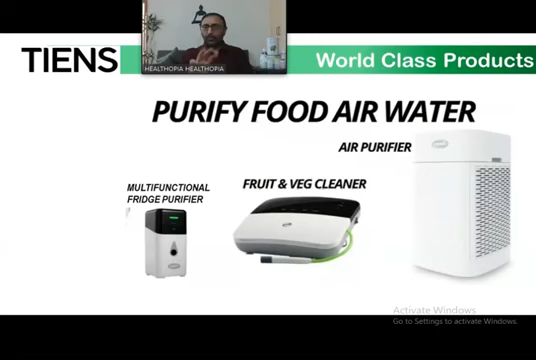 TIENS
HEALTHOPIA HEALTHOPIA
World Class Products
PURIFY FOOD AIR WATER
AIR PURIFIER
FRUIT & VEG CLEANER
MULTIFUNCTIONAL
FRIDGE PURIFIER
Activate Windows
Go to Settings to activate Windows.